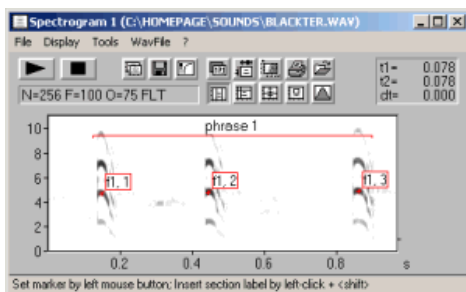 Spectrogram 1 (C:\HOMEPAGE\SOUNDS\BLACKTER.WAV)
File Display Tools WavFile ?
t1= 0.078
t2= 0.078
dt= 0.000
N=256 F=100 O=75 FLT
phrase 1
10
8
6
4
2
0
f1, 1
f1, 2
f1, 3
0.2 0.4 0.6 0.8 s
Set marker by left mouse button; Insert section label by left-click + <shift>